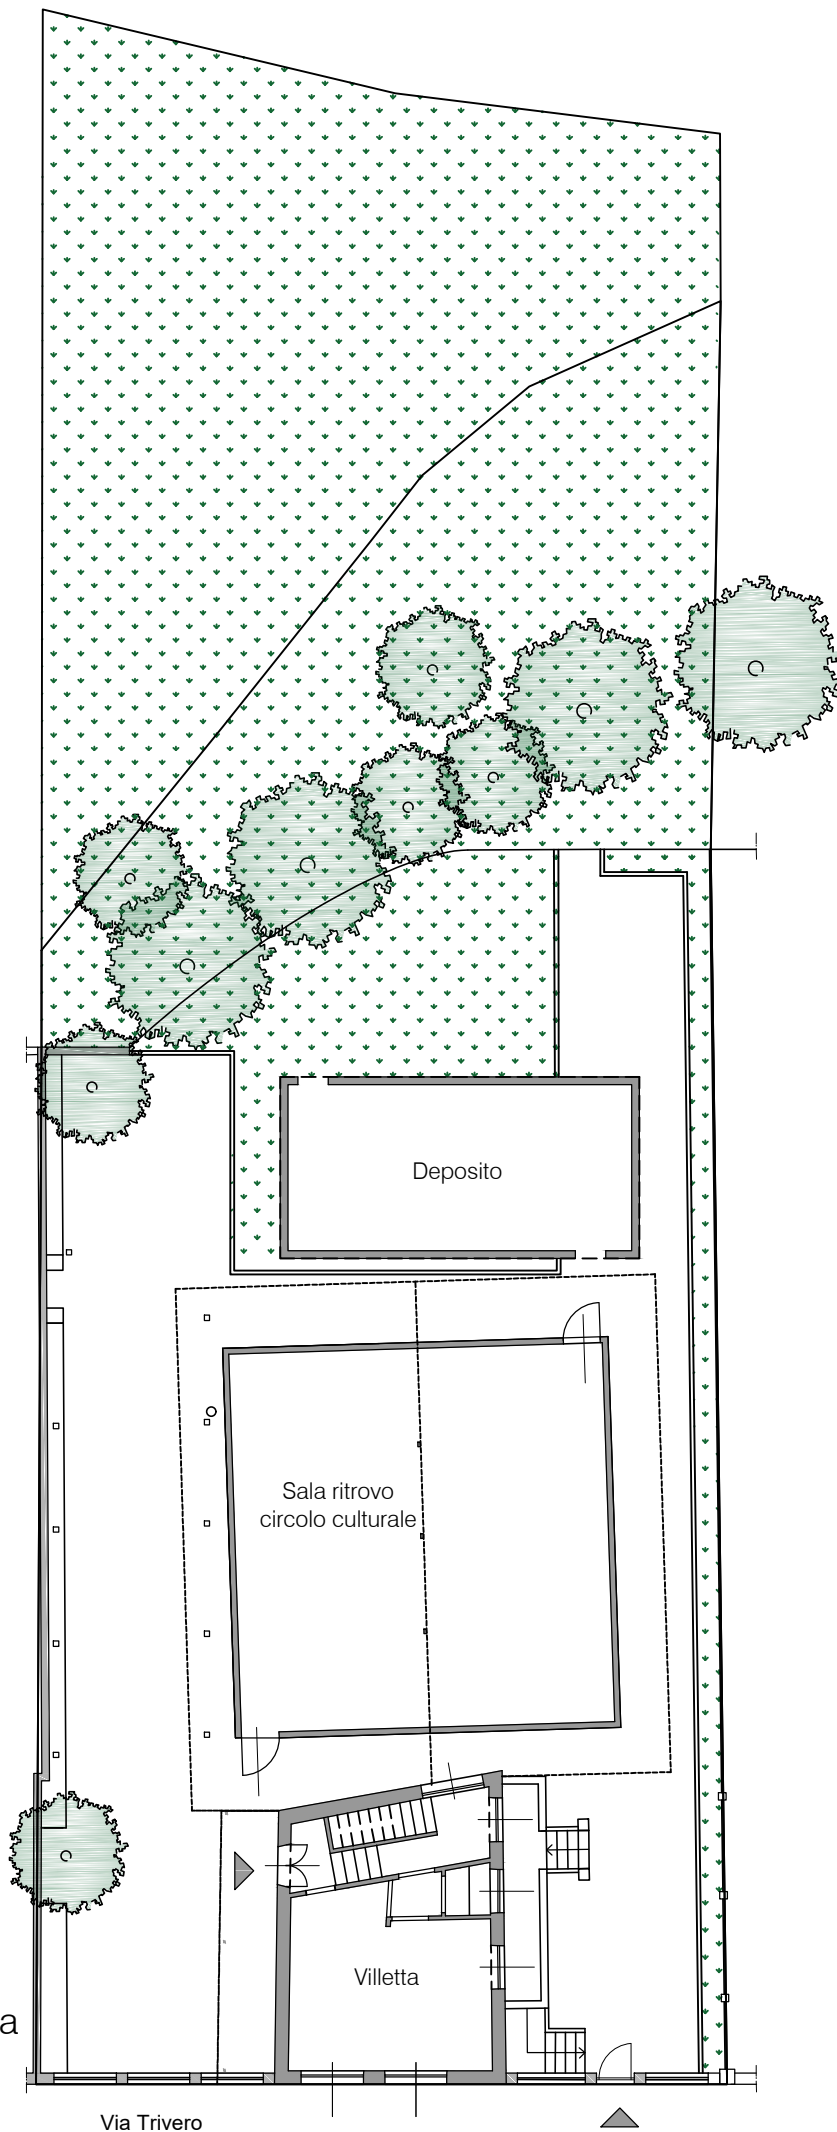 Deposito
Sala ritrovo
circolo culturale
Villetta
a
Via Trivero